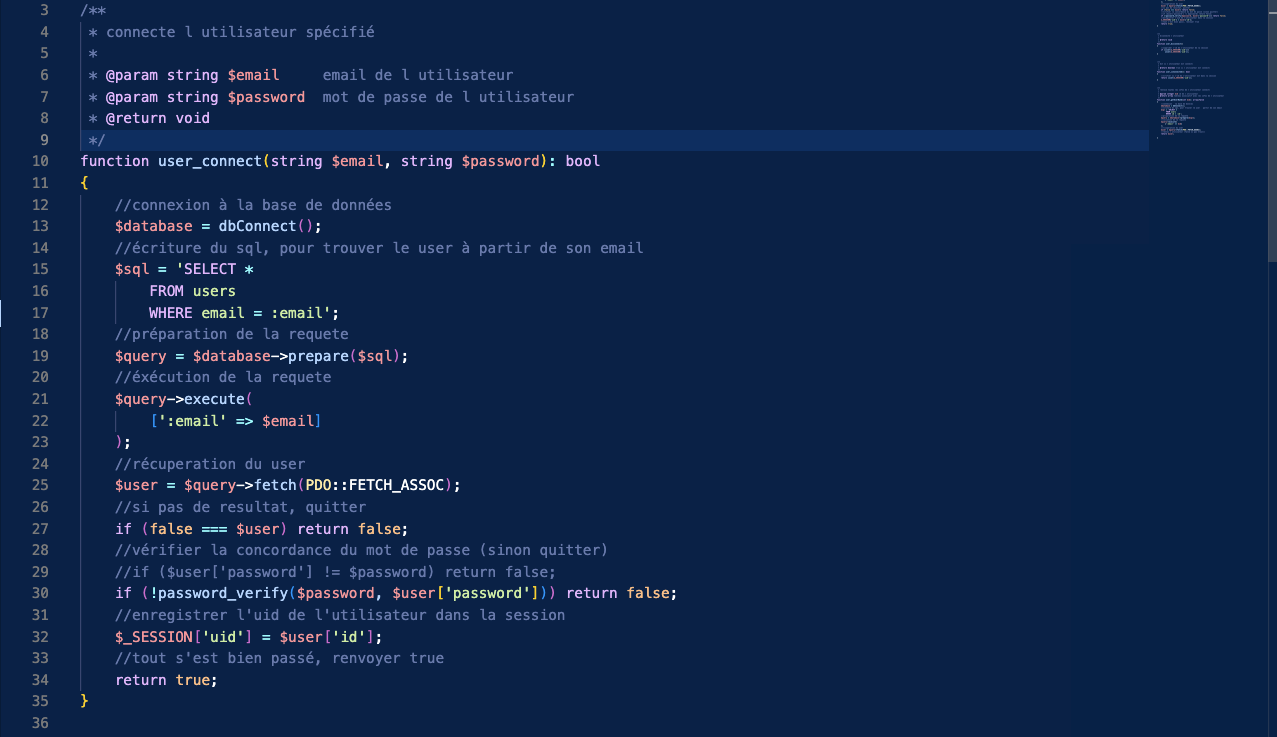 3 /**
4  * connecte l utilisateur spécifié
5  *
6  * @param string $email     email de l utilisateur
7  * @param string $password  mot de passe de l utilisateur
8  * @return void
9  */
10 function user_connect(string $email, string $password): bool
11 {
12     //connexion à la base de données
13     $database = dbConnect();
14     //écriture du sql, pour trouver le user à partir de son email
15     $sql = 'SELECT *
16         FROM users
17         WHERE email = :email';
18     //préparation de la requete
19     $query = $database->prepare($sql);
20     //éxécution de la requete
21     $query->execute(
22         [':email' => $email]
23     );
24     //récuperation du user
25     $user = $query->fetch(PDO::FETCH_ASSOC);
26     //si pas de resultat, quitter
27     if (false === $user) return false;
28     //vérifier la concordance du mot de passe (sinon quitter)
29     //if ($user['password'] != $password) return false;
30     if (!password_verify($password, $user['password'])) return false;
31     //enregistrer l'uid de l'utilisateur dans la session
32     $_SESSION['uid'] = $user['id'];
33     //tout s'est bien passé, renvoyer true
34     return true;
35 }
36